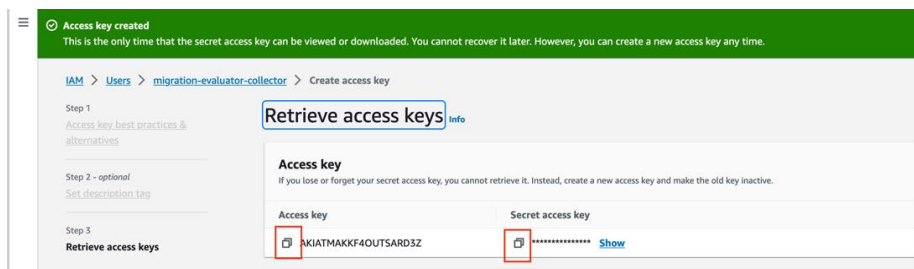 Access key created
This is the only time that the secret access key can be viewed or downloaded. You cannot recover it later. However, you can create a new access key any time.
IAM > Users > migration-evaluator-collector > Create access key
Step 1
Access key best practices &
alternatives
Step 2 - optional
Set description tag
Step 3
Retrieve access keys
Retrieve access keys Info
Access key
If you lose or forget your secret access key, you cannot retrieve it. Instead, create a new access key and make the old key inactive.
Access key Secret access key
AKIATMAKKF4OUTSARD3Z *************** Show